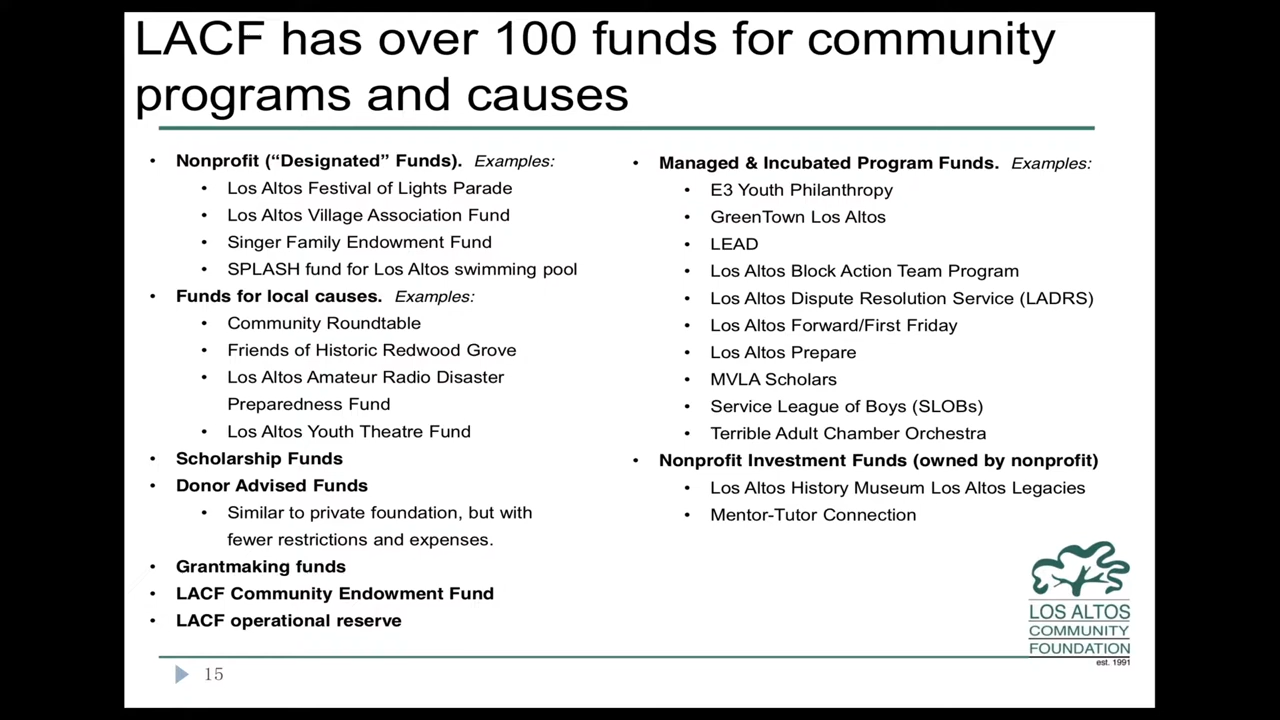 LACF has over 100 funds for community
programs and causes
• Nonprofit (“Designated” Funds). Examples:
• Los Altos Festival of Lights Parade
• Los Altos Village Association Fund
• Singer Family Endowment Fund
• SPLASH fund for Los Altos swimming pool
• Funds for local causes. Examples:
• Community Roundtable
• Friends of Historic Redwood Grove
• Los Altos Amateur Radio Disaster
Preparedness Fund
• Los Altos Youth Theatre Fund
• Scholarship Funds
• Donor Advised Funds
• Similar to private foundation, but with
fewer restrictions and expenses.
• Grantmaking funds
• LACF Community Endowment Fund
• LACF operational reserve
• Managed & Incubated Program Funds. Examples:
• E3 Youth Philanthropy
• GreenTown Los Altos
• LEAD
• Los Altos Block Action Team Program
• Los Altos Dispute Resolution Service (LADRS)
• Los Altos Forward/First Friday
• Los Altos Prepare
• MVLA Scholars
• Service League of Boys (SLOBs)
• Terrible Adult Chamber Orchestra
• Nonprofit Investment Funds (owned by nonprofit)
• Los Altos History Museum Los Altos Legacies
• Mentor-Tutor Connection
LOS ALTOS
COMMUNITY
FOUNDATION
est. 1991
15